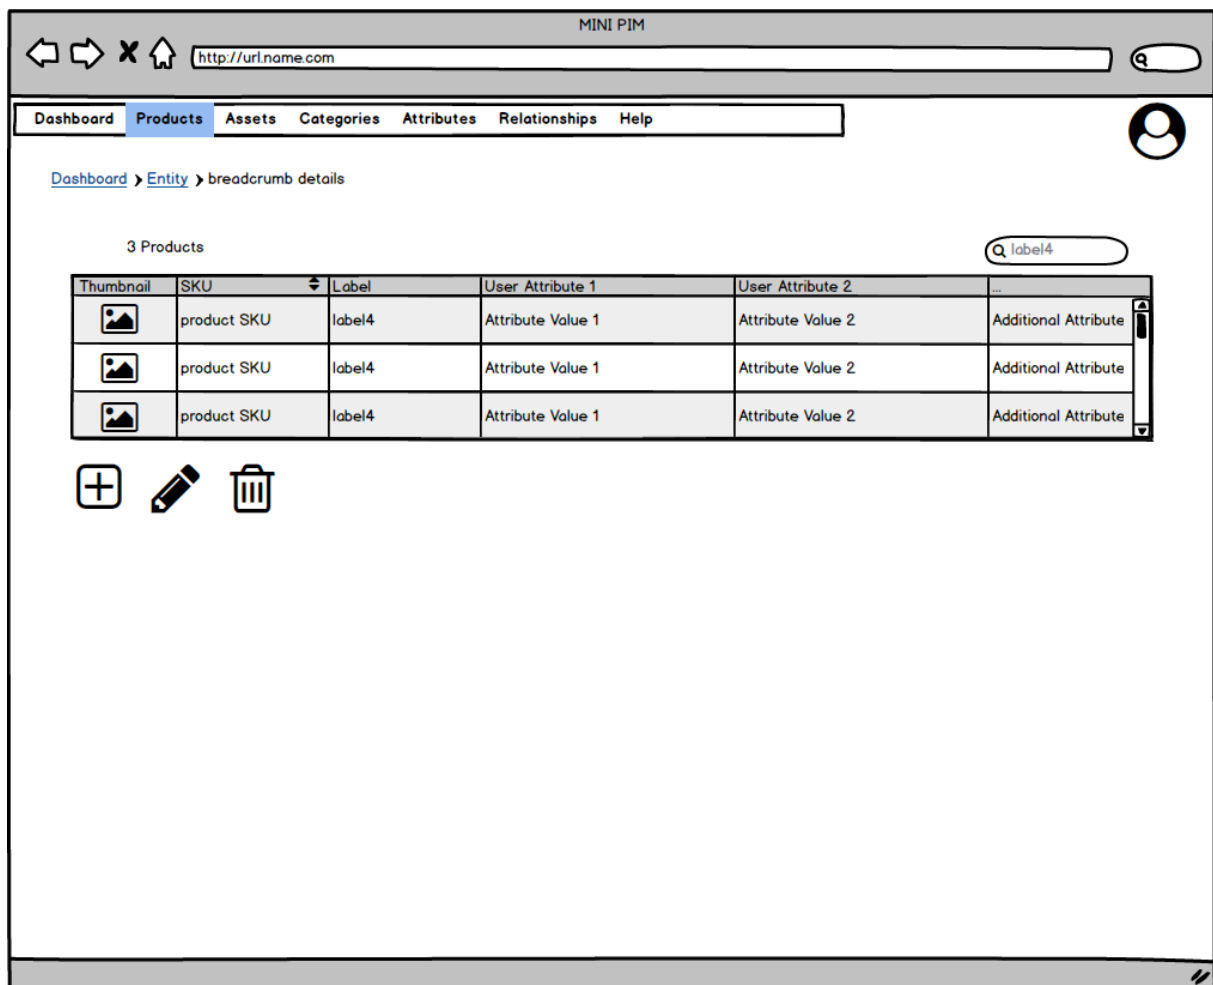 MINI PIM
http://url.name.com
Dashboard Products Assets Categories Attributes Relationships Help
Dashboard Entity breadcrumb details
3 Products label4
Thumbnail SKU Label User Attribute 1 User Attribute 2 ...
product SKU label4 Attribute Value 1 Attribute Value 2 Additional Attribute
product SKU label4 Attribute Value 1 Attribute Value 2 Additional Attribute
product SKU label4 Attribute Value 1 Attribute Value 2 Additional Attribute